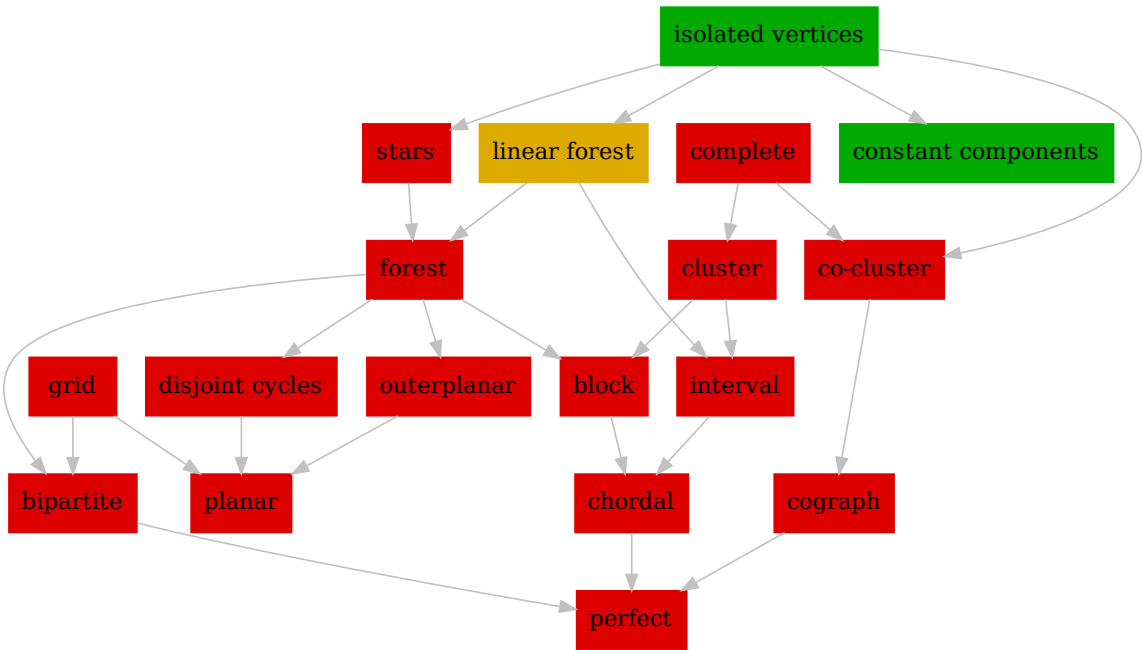 isolated vertices
stars
linear forest
complete
constant components
forest
cluster
co-cluster
grid
disjoint cycles
outerplanar
block
interval
bipartite
planar
chordal
cograph
perfect